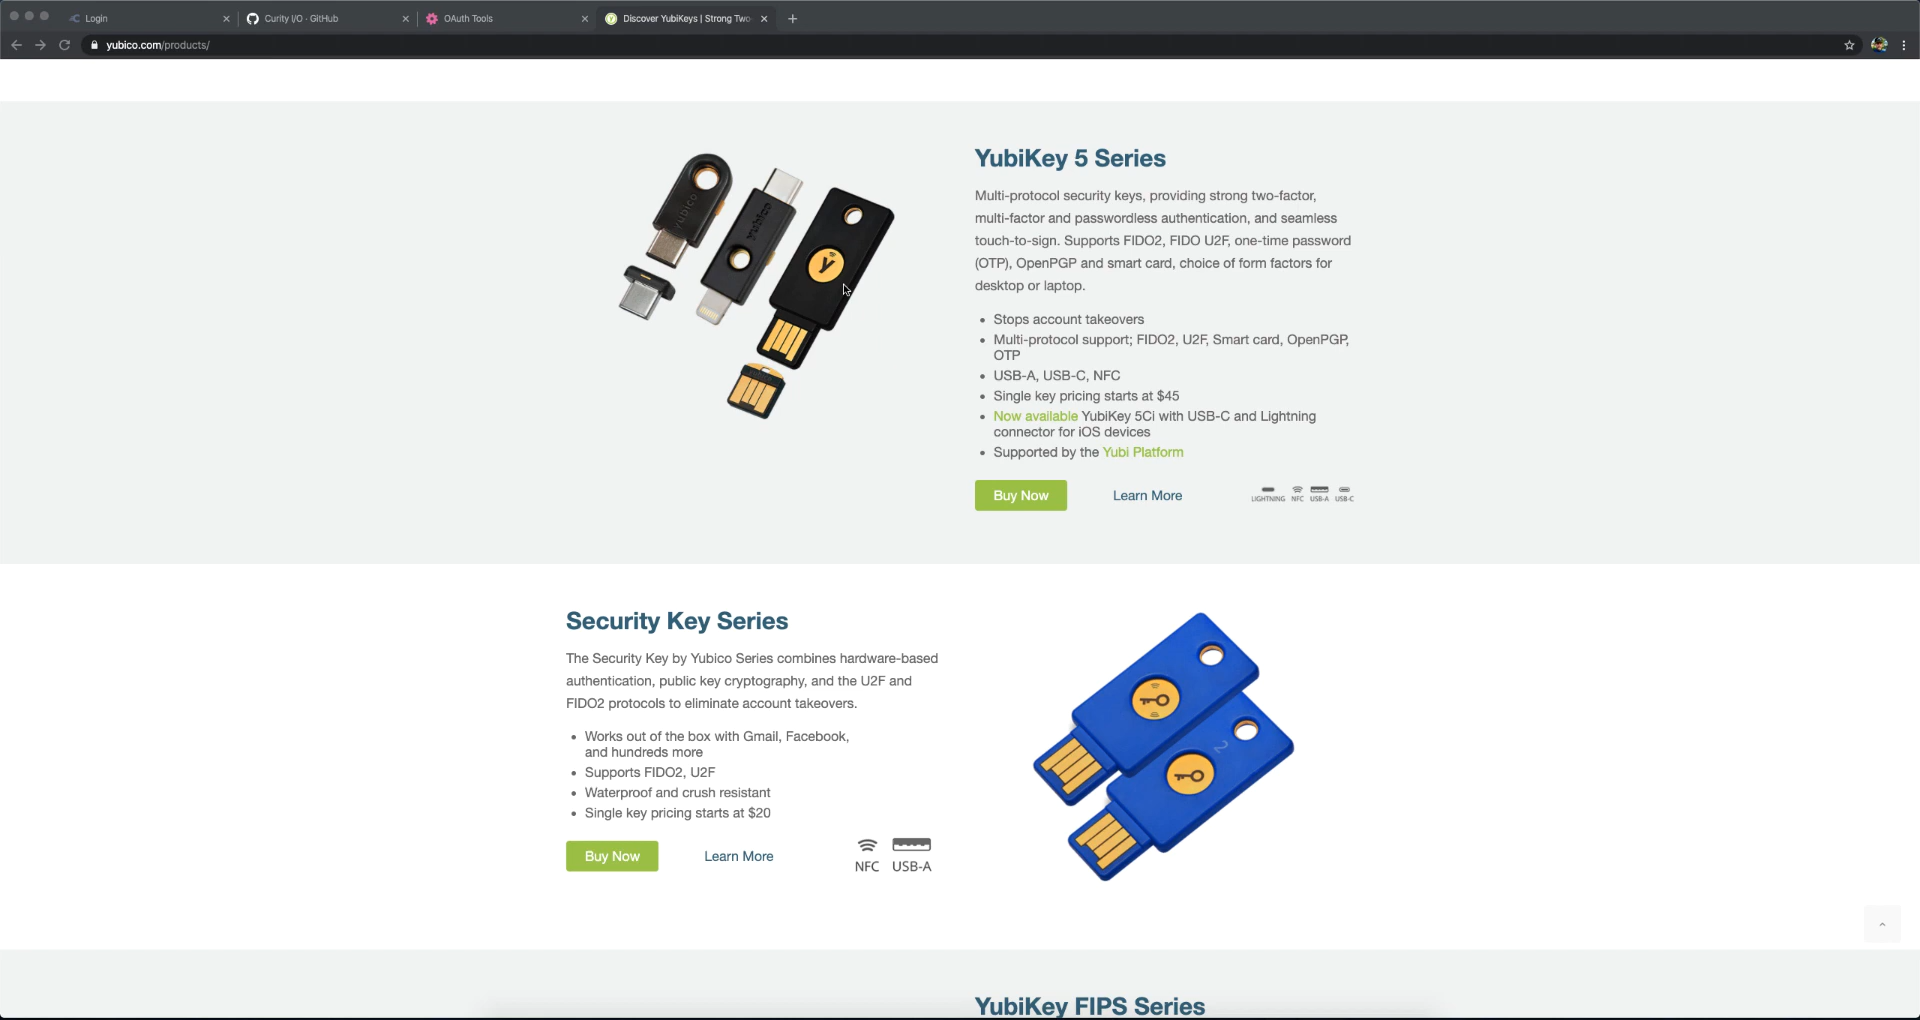 Login
Curity I/O · GitHub
OAuth Tools
Discover YubiKeys | Strong Two-
yubico.com/products/
YubiKey 5 Series
Multi-protocol security keys, providing strong two-factor,
multi-factor and passwordless authentication, and seamless
touch-to-sign. Supports FIDO2, FIDO U2F, one-time password
(OTP), OpenPGP and smart card, choice of form factors for
desktop or laptop.
yubico
yubico
y
• Stops account takeovers
• Multi-protocol support; FIDO2, U2F, Smart card, OpenPGP,
OTP
• USB-A, USB-C, NFC
• Single key pricing starts at $45
• Now available YubiKey 5Ci with USB-C and Lightning
connector for iOS devices
• Supported by the Yubi Platform
Buy Now
Learn More
LIGHTNING NFC USB-A USB-C
Security Key Series
The Security Key by Yubico Series combines hardware-based
authentication, public key cryptography, and the U2F and
FIDO2 protocols to eliminate account takeovers.
• Works out of the box with Gmail, Facebook,
and hundreds more
• Supports FIDO2, U2F
• Waterproof and crush resistant
• Single key pricing starts at $20
Buy Now
Learn More
NFC USB-A
2
YubiKey FIPS Series